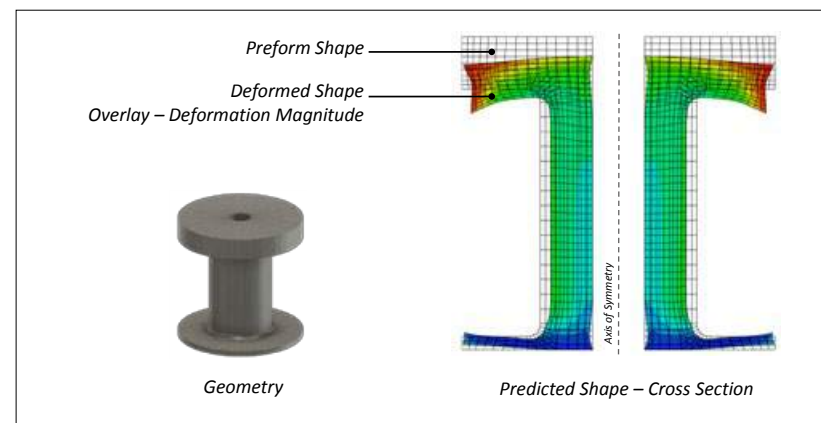 Preform Shape
Deformed Shape
Overlay – Deformation Magnitude
Axis of Symmetry
Geometry
Predicted Shape – Cross Section